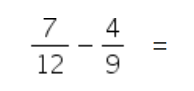 7/12 − 4/9 =